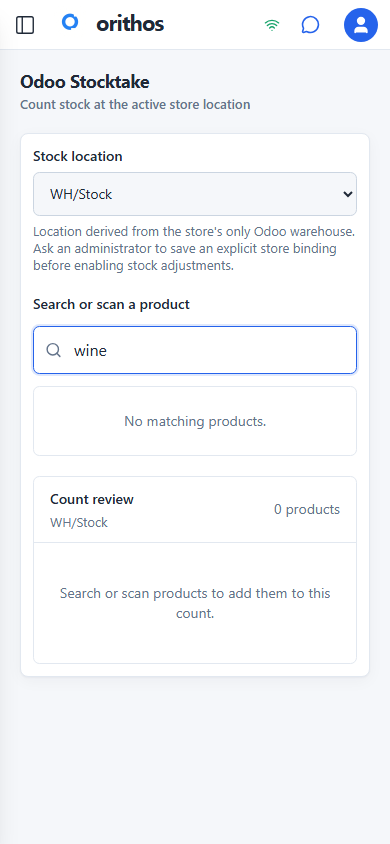 orithos
Odoo Stocktake
Count stock at the active store location
Stock location
WH/Stock
Location derived from the store's only Odoo warehouse.
Ask an administrator to save an explicit store binding
before enabling stock adjustments.
Search or scan a product
wine
No matching products.
Count review
0 products
WH/Stock
Search or scan products to add them to this
count.